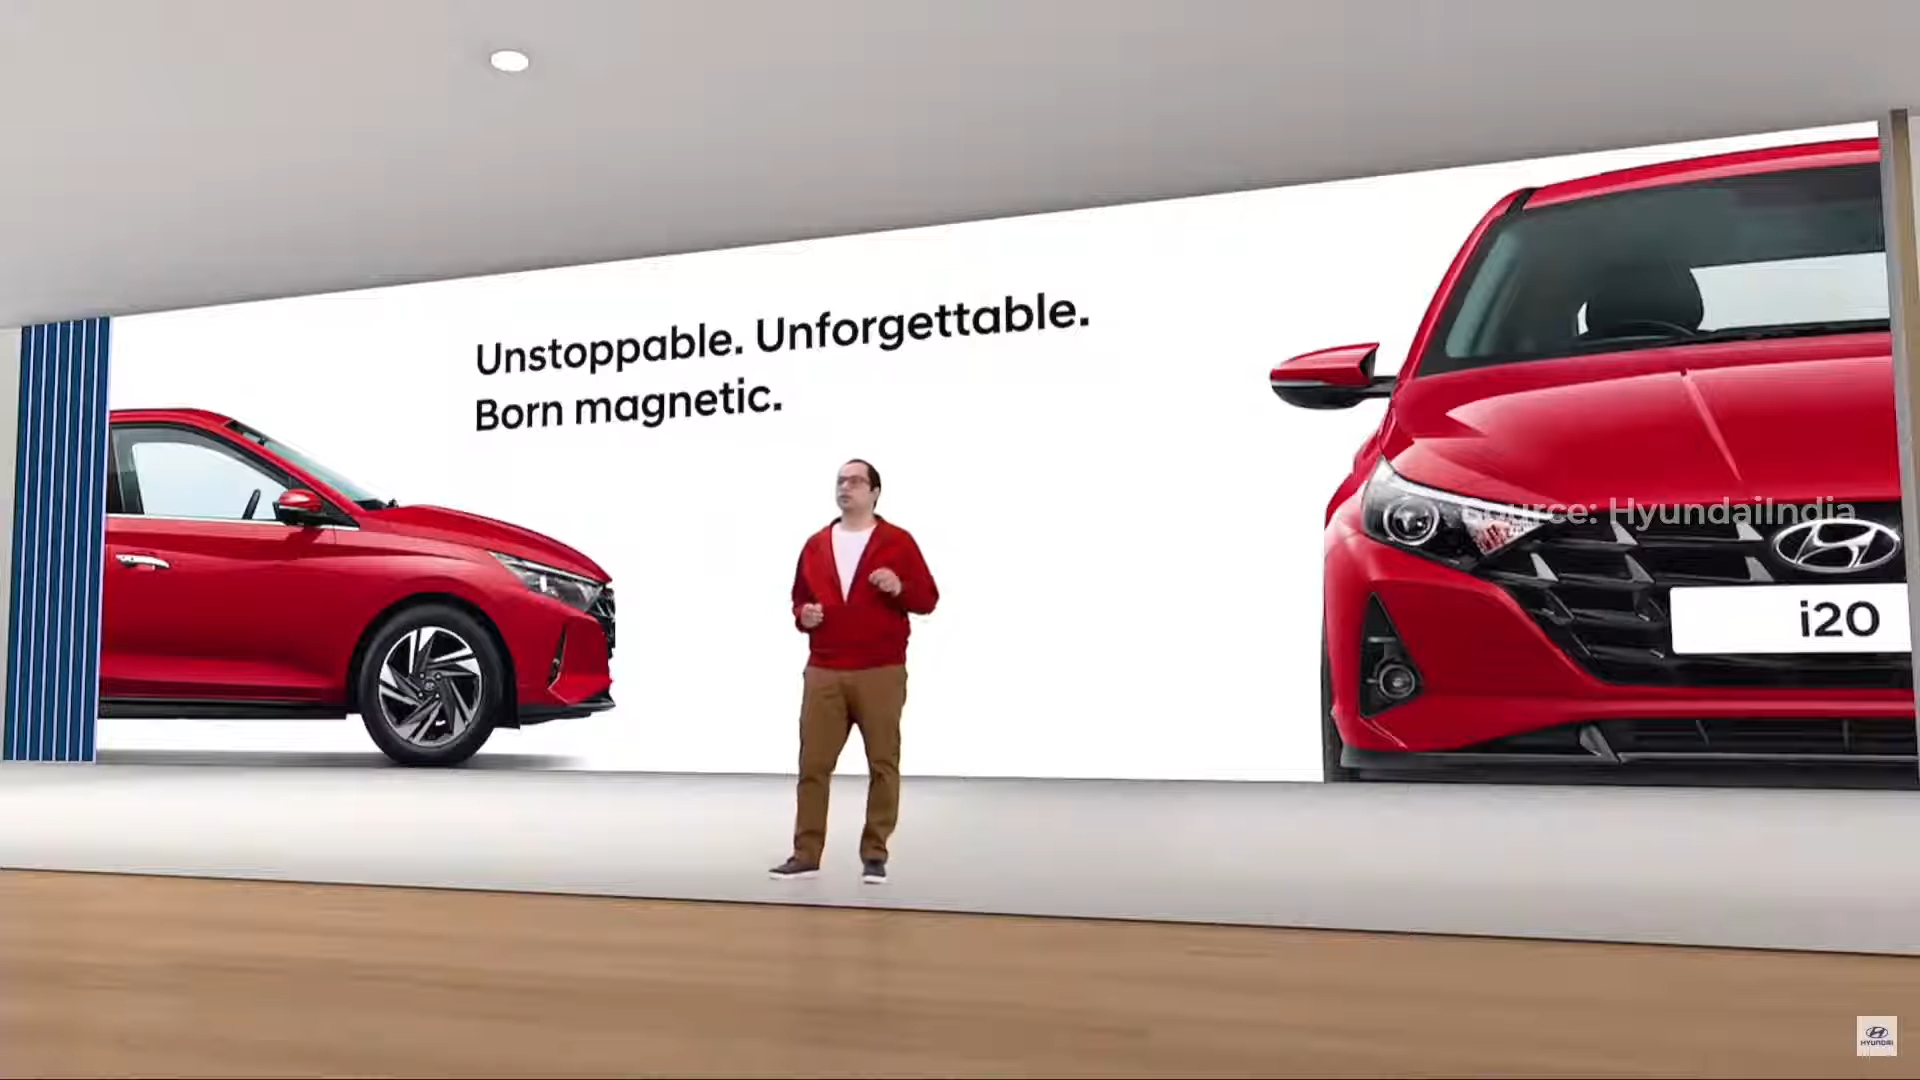 Unstoppable. Unforgettable.
Born magnetic.
Source: HyundaiIndia
i20
HYUNDAI